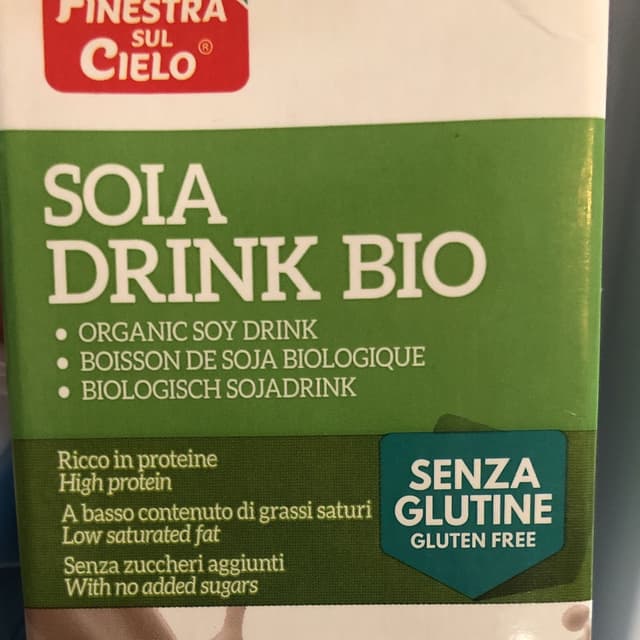 FINESTRA
SUL
CIELO®
SOIA
DRINK BIO
• ORGANIC SOY DRINK
• BOISSON DE SOJA BIOLOGIQUE
• BIOLOGISCH SOJADRINK
Ricco in proteine
High protein
A basso contenuto di grassi saturi
Low saturated fat
Senza zuccheri aggiunti
With no added sugars
SENZA
GLUTINE
GLUTEN FREE